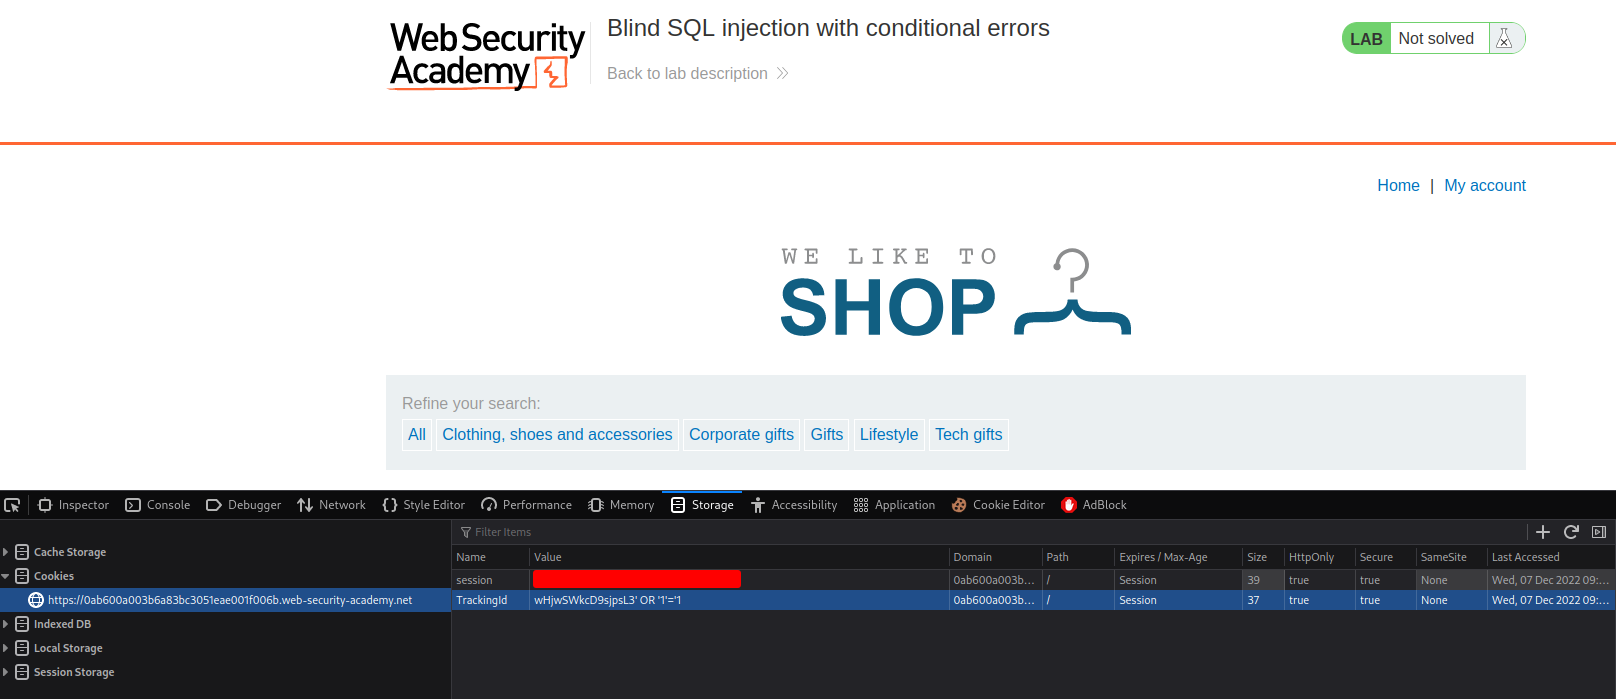 Web Security
Academy
Blind SQL injection with conditional errors
Back to lab description
LAB Not solved
Home | My account
WE LIKE TO
SHOP
Refine your search:
All Clothing, shoes and accessories Corporate gifts Gifts Lifestyle Tech gifts
Inspector Console Debugger Network Style Editor Performance Memory Storage Accessibility Application Cookie Editor AdBlock
Filter Items
Cache Storage
Cookies
https://0ab600a003b6a83bc3051eae001f006b.web-security-academy.net
Indexed DB
Local Storage
Session Storage
Name Value Domain Path Expires / Max-Age Size HttpOnly Secure SameSite Last Accessed
session 0ab600a003b... / Session 39 true true None Wed, 07 Dec 2022 09:...
TrackingId wHjwSWkcD9sjpsL3' OR '1'='1 0ab600a003b... / Session 37 true true None Wed, 07 Dec 2022 09:...